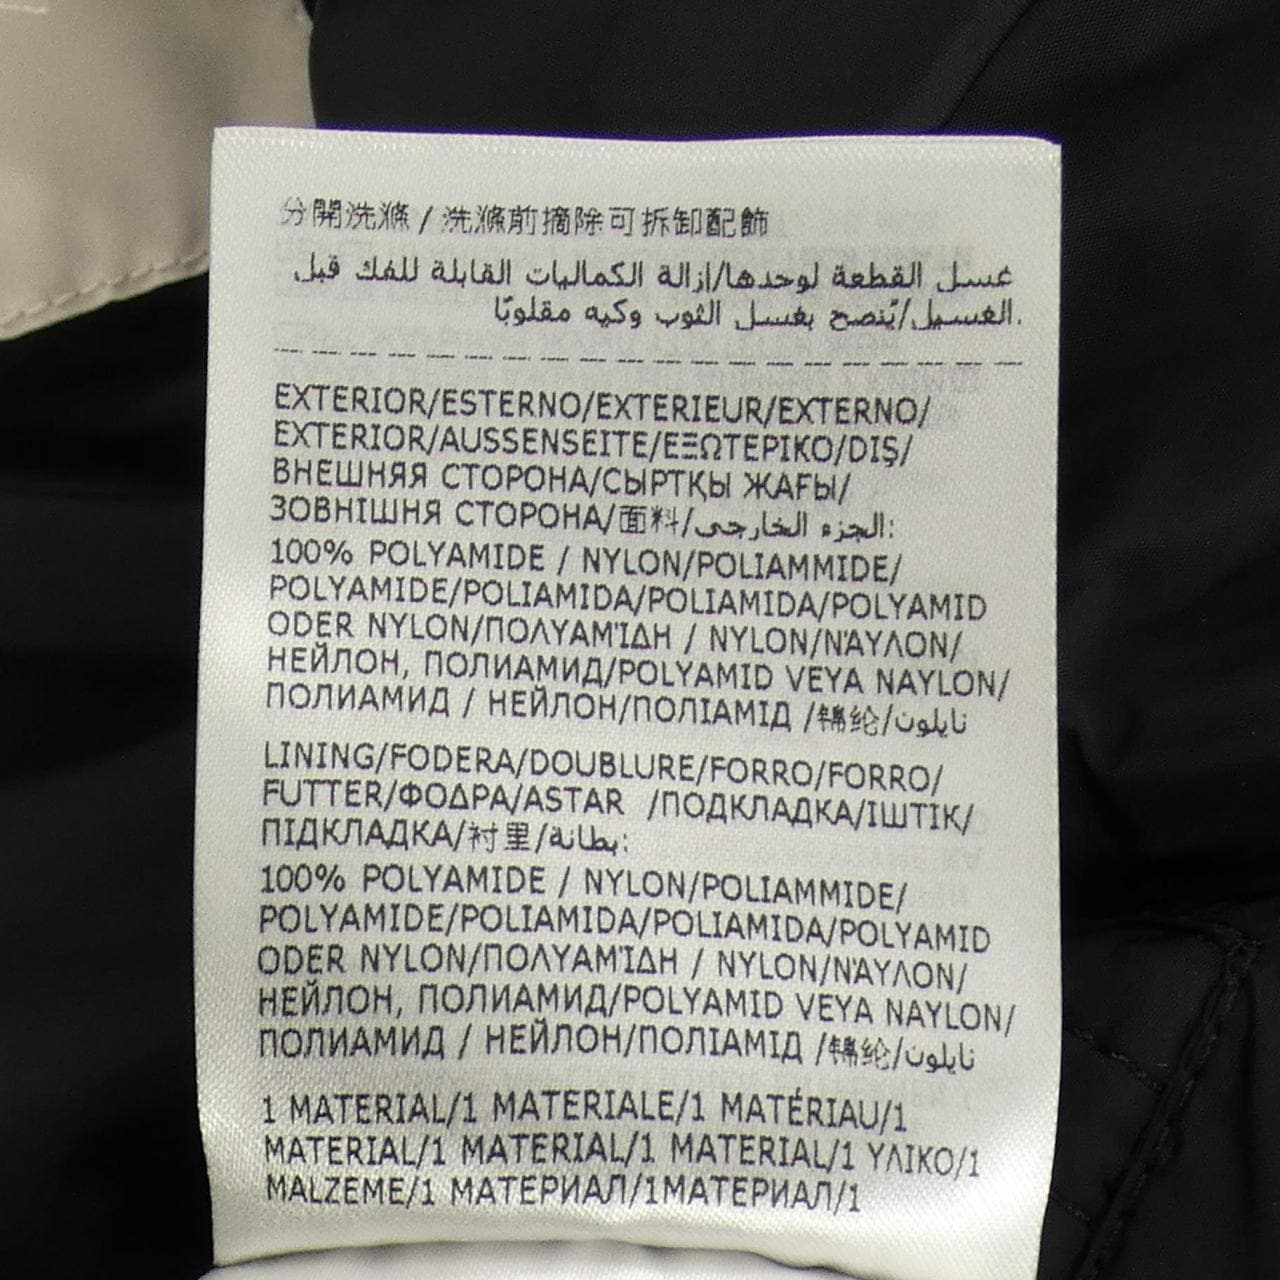 分開洗滌 / 洗滌前摘除可拆卸配飾
غسل القطعة لوحدها/إزالة الكماليات القابلة للفك قبل
الغسيل/يُنصح بغسل الثوب وكيه مقلوبًا.
EXTERIOR/ESTERNO/EXTERIEUR/EXTERNO/
EXTERIOR/AUSSENSEITE/ΕΞΩΤΕΡΙΚΟ/DIŞ/
ВНЕШНЯЯ СТОРОНА/СЫРТҚЫ ЖАҒЫ/
ЗОВНІШНЯ СТОРОНА/面料/الجزء الخارجي:
100% POLYAMIDE / NYLON/POLIAMMIDE/
POLYAMIDE/POLIAMIDA/POLIAMIDA/POLYAMID
ODER NYLON/ΠΟΛΥΑΜΊΔΗ / NYLON/ΝΆΥΛΟΝ/
НЕЙЛОН, ПОЛИАМИД/POLYAMID VEYA NAYLON/
ПОЛИАМИД / НЕЙЛОН/ПОЛІАМІД /锦纶/نايلون
LINING/FODERA/DOUBLURE/FORRO/FORRO/
FUTTER/ΦΟΔΡΑ/ASTAR /ПОДКЛАДКА/ІШТІК/
ПІДКЛАДКА/衬里/بطانة:
100% POLYAMIDE / NYLON/POLIAMMIDE/
POLYAMIDE/POLIAMIDA/POLIAMIDA/POLYAMID
ODER NYLON/ΠΟΛΥΑΜΊΔΗ / NYLON/ΝΆΥΛΟΝ/
НЕЙЛОН, ПОЛИАМИД/POLYAMID VEYA NAYLON/
ПОЛИАМИД / НЕЙЛОН/ПОЛІАМІД /锦纶/نايلون
1 MATERIAL/1 MATERIALE/1 MATÉRIAU/1
MATERIAL/1 MATERIAL/1 MATERIAL/1 ΥΛΙΚΟ/1
MALZEME/1 МАТЕРИАЛ/1МАТЕРИАЛ/1